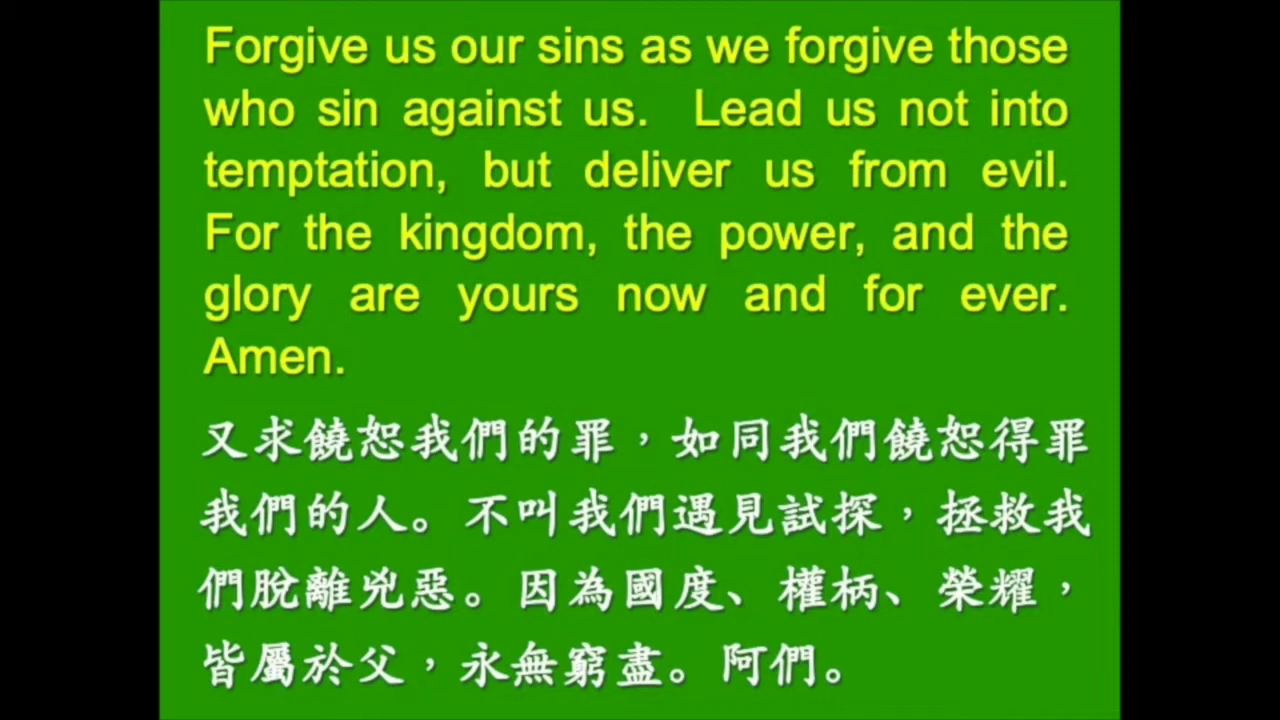 Forgive us our sins as we forgive those
who sin against us. Lead us not into
temptation, but deliver us from evil.
For the kingdom, the power, and the
glory are yours now and for ever.
Amen.
又求饒恕我們的罪，如同我們饒恕得罪
我們的人。不叫我們遇見試探，拯救我
們脫離兇惡。因為國度、權柄、榮耀，
皆屬於父，永無窮盡。阿們。